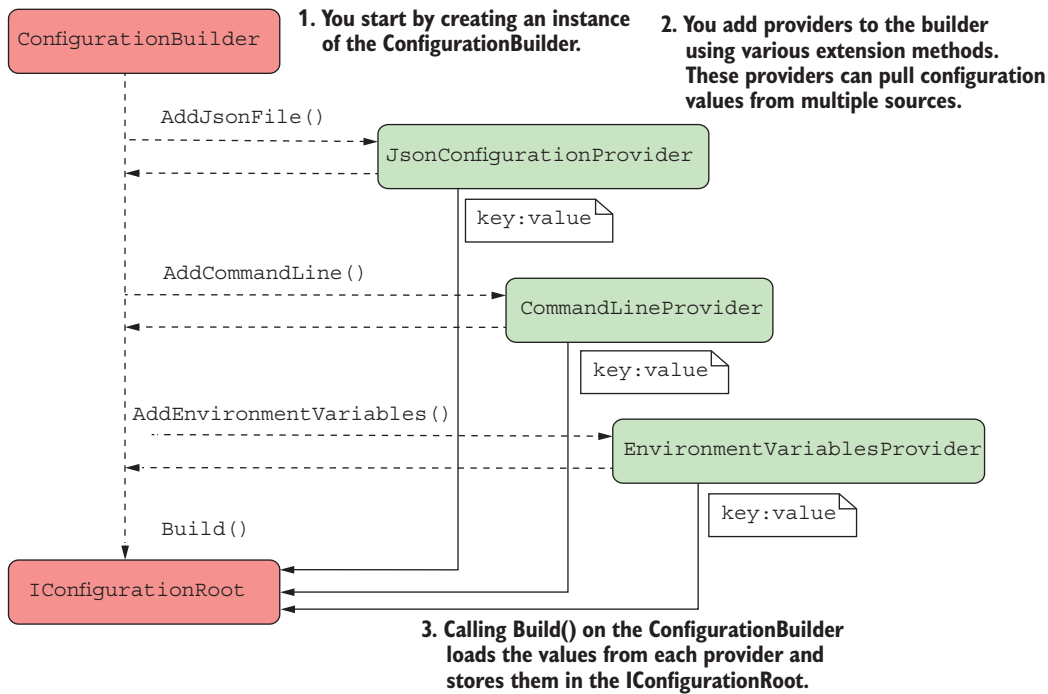 ConfigurationBuilder
1. You start by creating an instance
of the ConfigurationBuilder.
2. You add providers to the builder
using various extension methods.
These providers can pull configuration
values from multiple sources.
AddJsonFile()
JsonConfigurationProvider
key:value
AddCommandLine()
CommandLineProvider
key:value
AddEnvironmentVariables()
EnvironmentVariablesProvider
key:value
Build()
IConfigurationRoot
3. Calling Build() on the ConfigurationBuilder
loads the values from each provider and
stores them in the IConfigurationRoot.